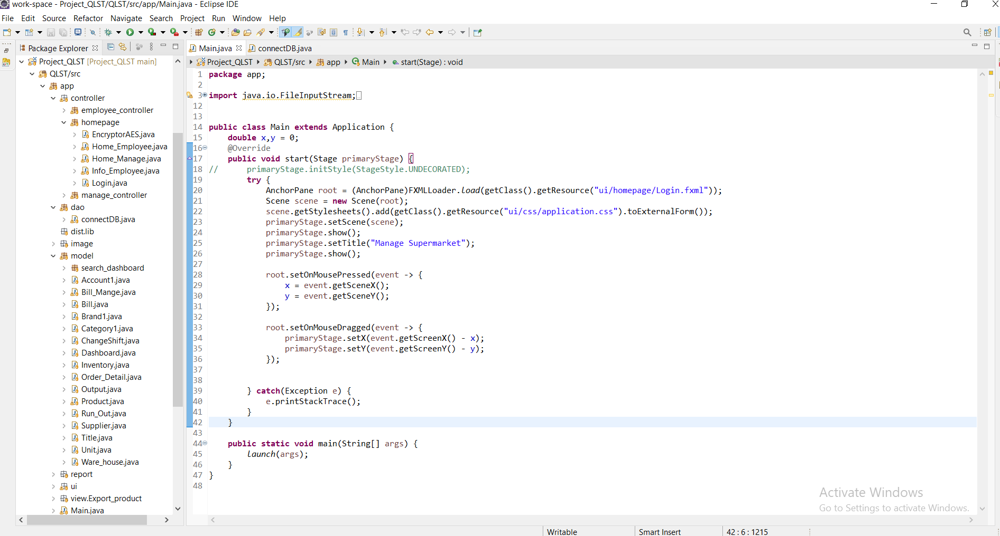 work-space - Project_QLST/QLST/src/app/Main.java - Eclipse IDE
File Edit Source Refactor Navigate Search Project Run Window Help
Package Explorer
Project_QLST [Project_QLST main]
QLST/src
app
controller
employee_controller
homepage
EncryptorAES.java
Home_Employee.java
Home_Manage.java
Info_Employee.java
Login.java
manage_controller
dao
connectDB.java
dist.lib
image
model
search_dashboard
Account1.java
Bill_Mange.java
Bill.java
Brand1.java
Category1.java
ChangeShift.java
Dashboard.java
Inventory.java
Order_Detail.java
Output.java
Product.java
Run_Out.java
Supplier.java
Title.java
Unit.java
Ware_house.java
report
ui
view.Export_product
Main.java
Main.java connectDB.java
Project_QLST QLST/src app Main start(Stage) : void
1 package app;
2
3 import java.io.FileInputStream;
12
13
14 public class Main extends Application {
15 double x,y = 0;
16 @Override
17 public void start(Stage primaryStage) {
18 // primaryStage.initStyle(StageStyle.UNDECORATED);
19 try {
20 AnchorPane root = (AnchorPane)FXMLLoader.load(getClass().getResource("ui/homepage/Login.fxml"));
21 Scene scene = new Scene(root);
22 scene.getStylesheets().add(getClass().getResource("ui/css/application.css").toExternalForm());
23 primaryStage.setScene(scene);
24 primaryStage.show();
25 primaryStage.setTitle("Manage Supermarket");
26 primaryStage.show();
27
28 root.setOnMousePressed(event -> {
29 x = event.getSceneX();
30 y = event.getSceneY();
31 });
32
33 root.setOnMouseDragged(event -> {
34 primaryStage.setX(event.getScreenX() - x);
35 primaryStage.setY(event.getScreenY() - y);
36 });
37
38
39 } catch(Exception e) {
40 e.printStackTrace();
41 }
42 }
43
44 public static void main(String[] args) {
45 launch(args);
46 }
47 }
48
Activate Windows
Go to Settings to activate Windows.
Writable Smart Insert 42 : 6 : 1215